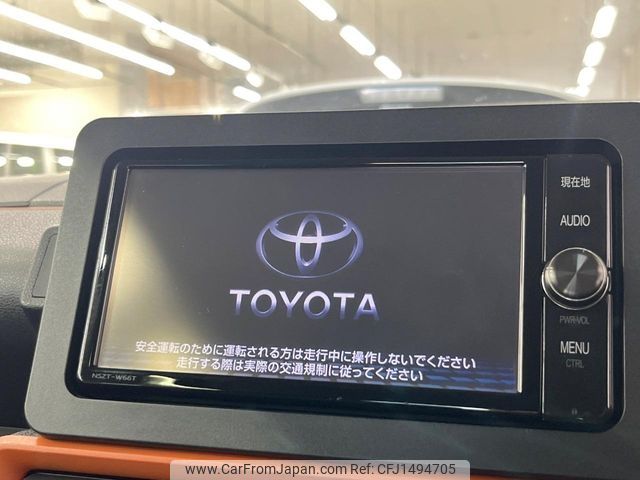 現在地
AUDIO
TOYOTA
PWR•VOL
安全運転のために運転される方は走行中に操作しないでください
走行する際は実際の交通規制に従ってください
MENU
CTRL
NSZT-W66T
www.CarFromJapan.com - CFJ1494705